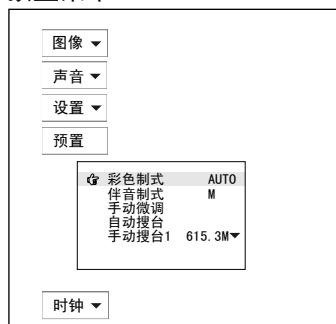 图像
声音
设置
预置
彩色制式 AUTO
伴音制式 M
手动微调
自动搜台
手动搜台1 615.3M
时钟